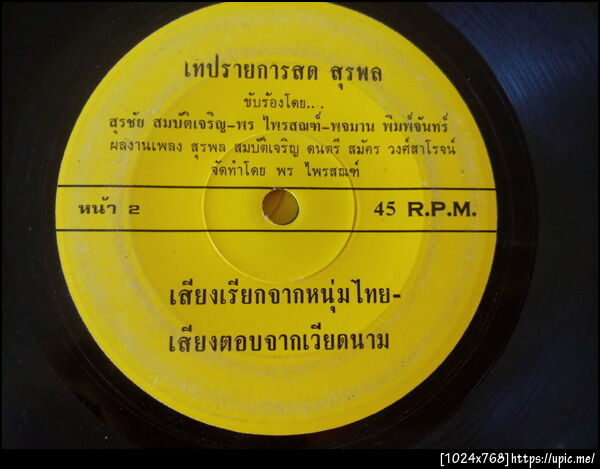 เทปรายการสด สุรพล
ขับร้องโดย...
สุรชัย สมบัติเจริญ-พร ไพรสณฑ์-พจมาน พิมพ์จันทร์
ผลงานเพลง สุรพล สมบัติเจริญ ดนตรี สมัคร วงศ์สาโรจน์
จัดทำโดย พร ไพรสณฑ์
หน้า 2
45 R.P.M.
เสียงเรียกจากหนุ่มไทย-
เสียงตอบจากเวียดนาม
[1024x768]https://upic.me/